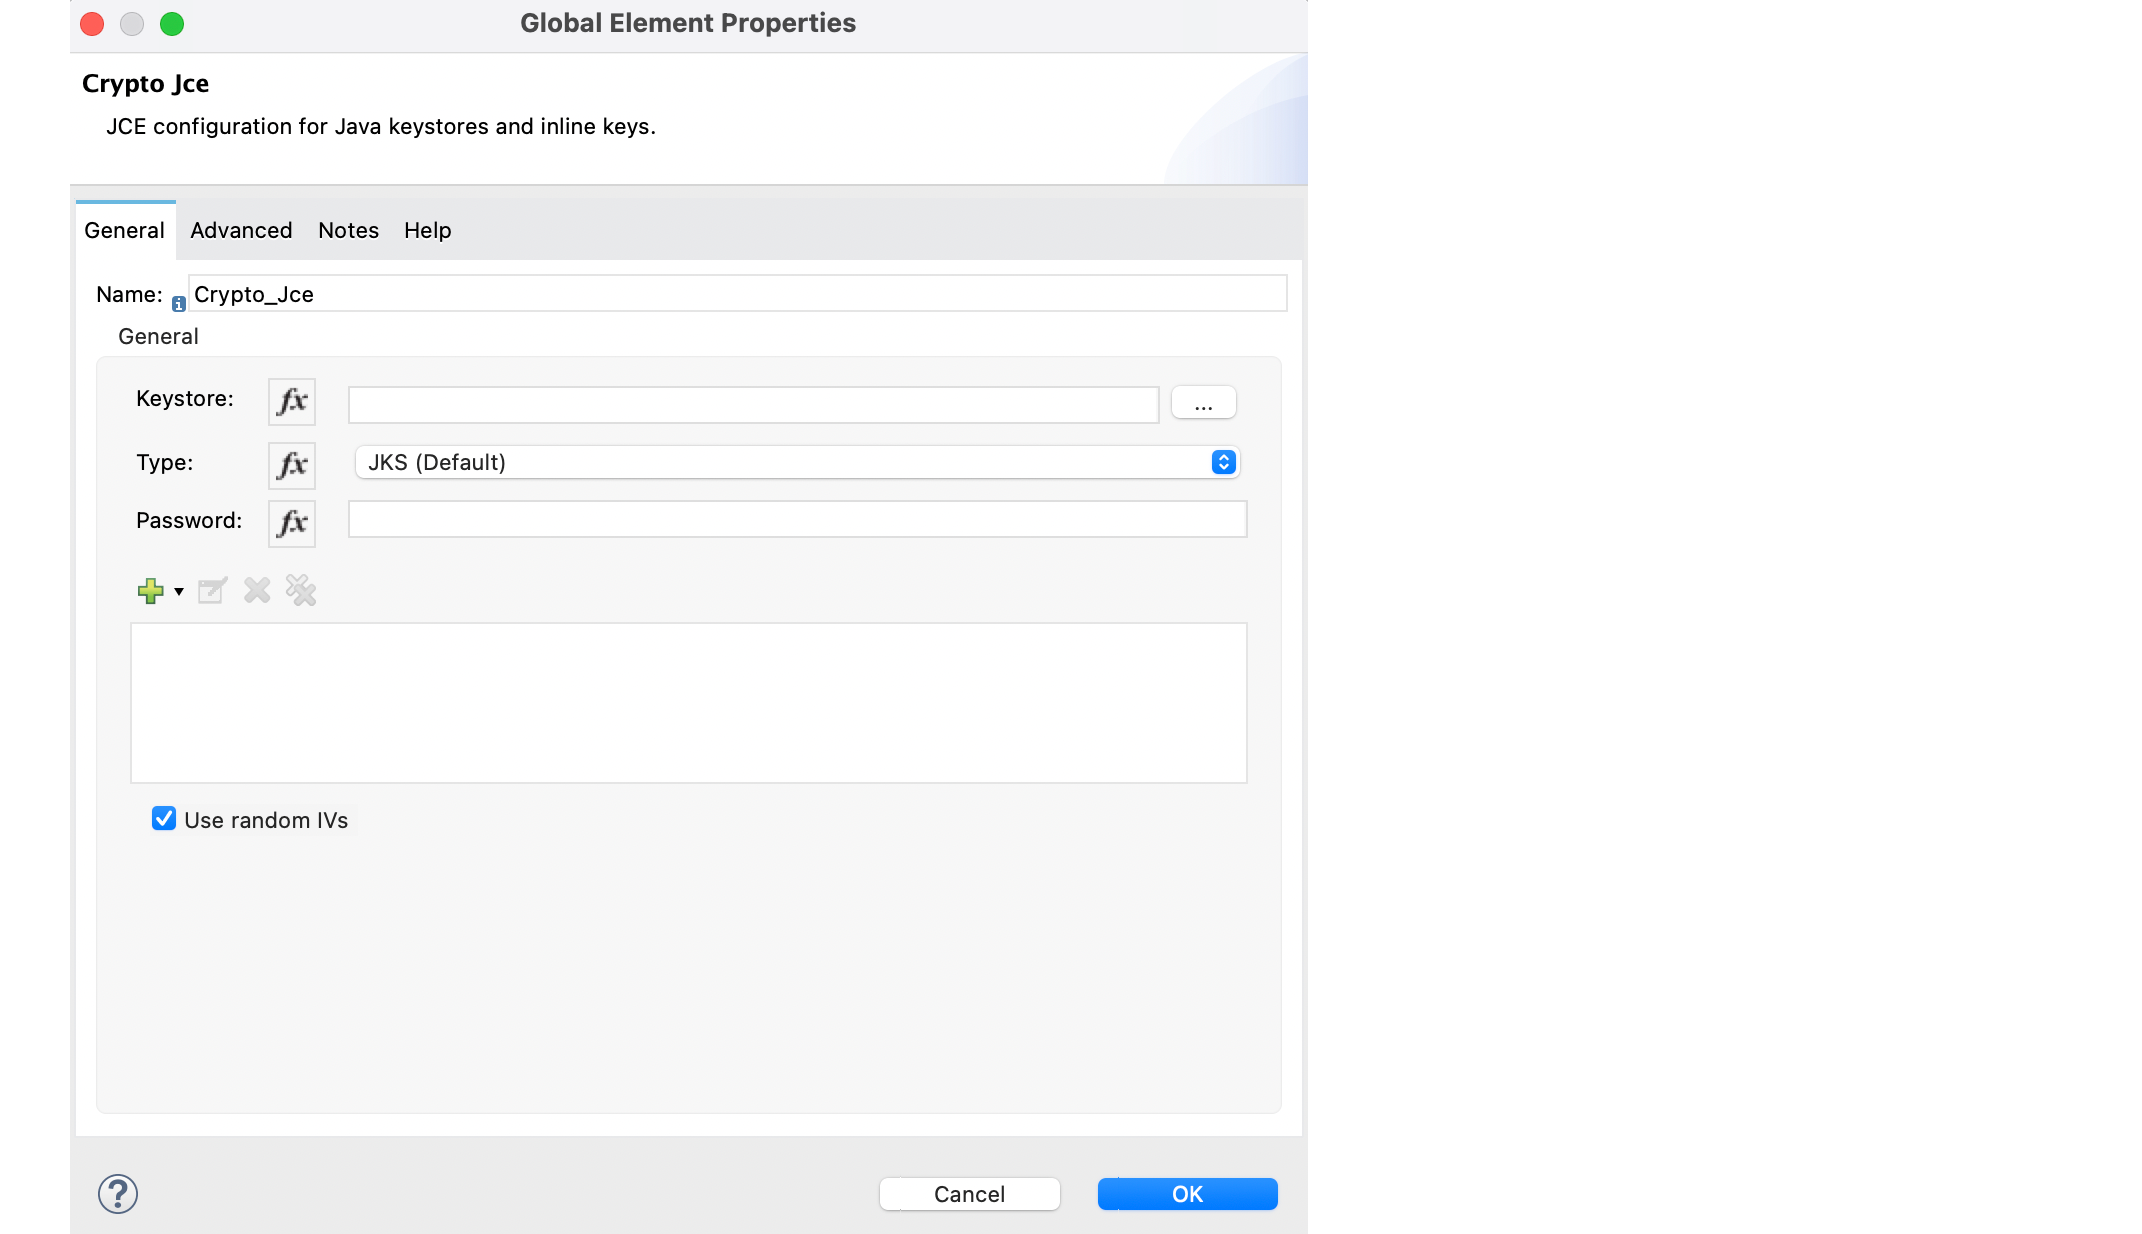 Global Element Properties
Crypto Jce
JCE configuration for Java keystores and inline keys.
General Advanced Notes Help
Name: Crypto_Jce
General
Keystore: fx ...
Type: fx JKS (Default)
Password: fx
Use random IVs
? Cancel OK